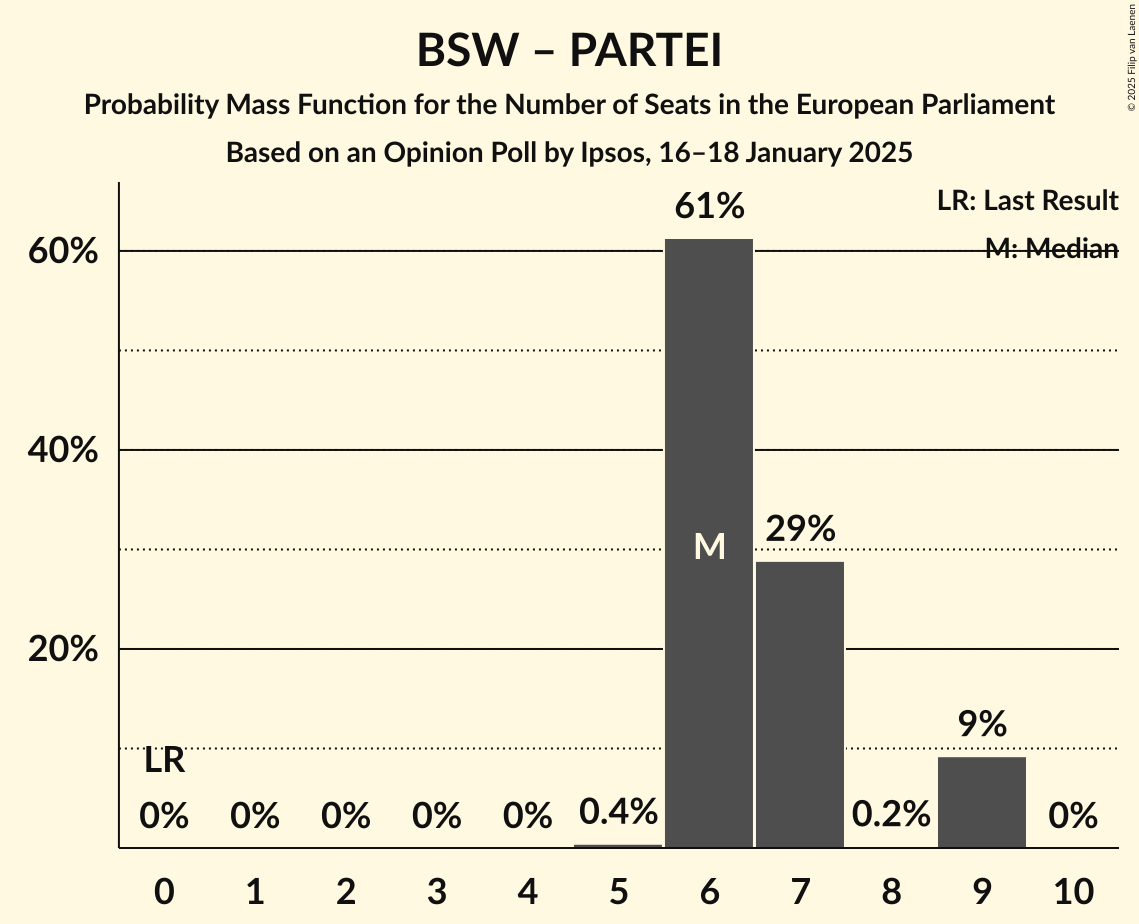 BSW – PARTEI
Probability Mass Function for the Number of Seats in the European Parliament
Based on an Opinion Poll by Ipsos, 16–18 January 2025
© 2025 Filip van Laenen
LR: Last Result
M: Median
60%
40%
20%
61%
29%
M
9%
LR
0% 0% 0% 0% 0% 0.4% 0.2% 0%
0 1 2 3 4 5 6 7 8 9 10